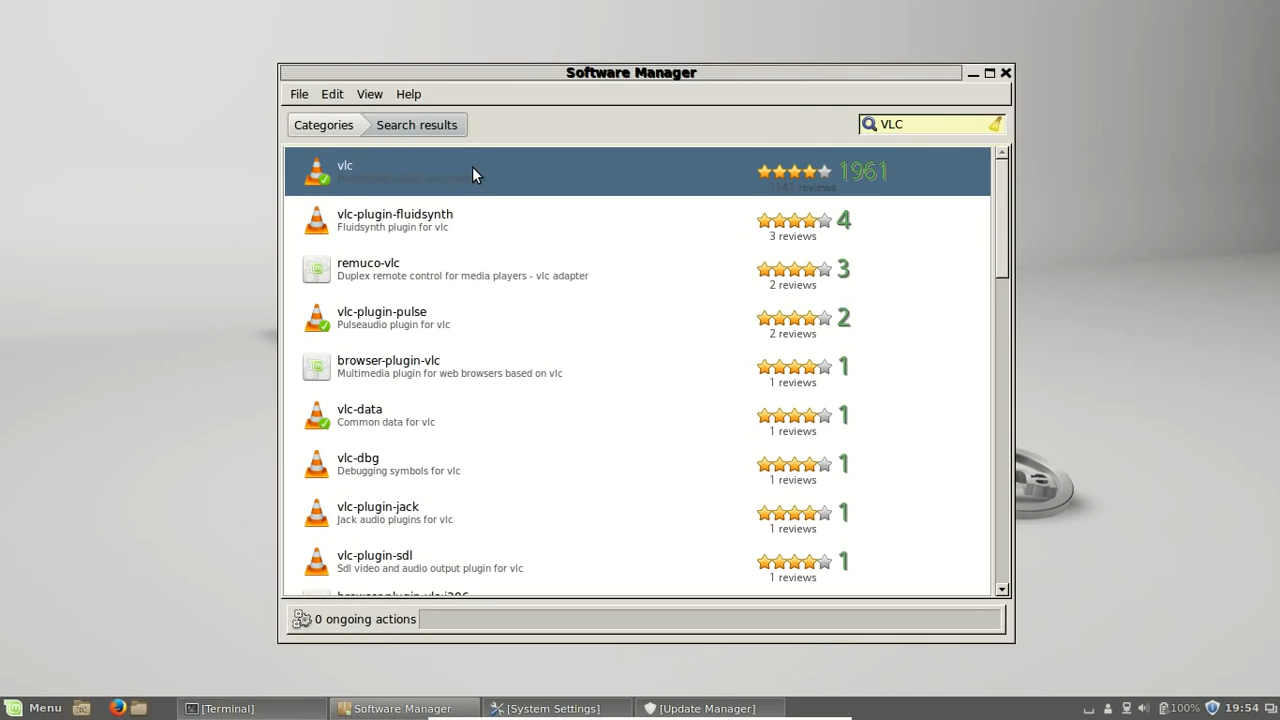 Software Manager
File Edit View Help
Categories Search results VLC
vlc
1961
1141 reviews
vlc-plugin-fluidsynth
Fluidsynth plugin for vlc
4
3 reviews
remuco-vlc
Duplex remote control for media players - vlc adapter
3
2 reviews
vlc-plugin-pulse
Pulseaudio plugin for vlc
2
2 reviews
browser-plugin-vlc
Multimedia plugin for web browsers based on vlc
1
1 reviews
vlc-data
Common data for vlc
1
1 reviews
vlc-dbg
Debugging symbols for vlc
1
1 reviews
vlc-plugin-jack
Jack audio plugins for vlc
1
1 reviews
vlc-plugin-sdl
Sdl video and audio output plugin for vlc
1
1 reviews
0 ongoing actions
Menu [Terminal] Software Manager [System Settings] [Update Manager] 100% 19:54